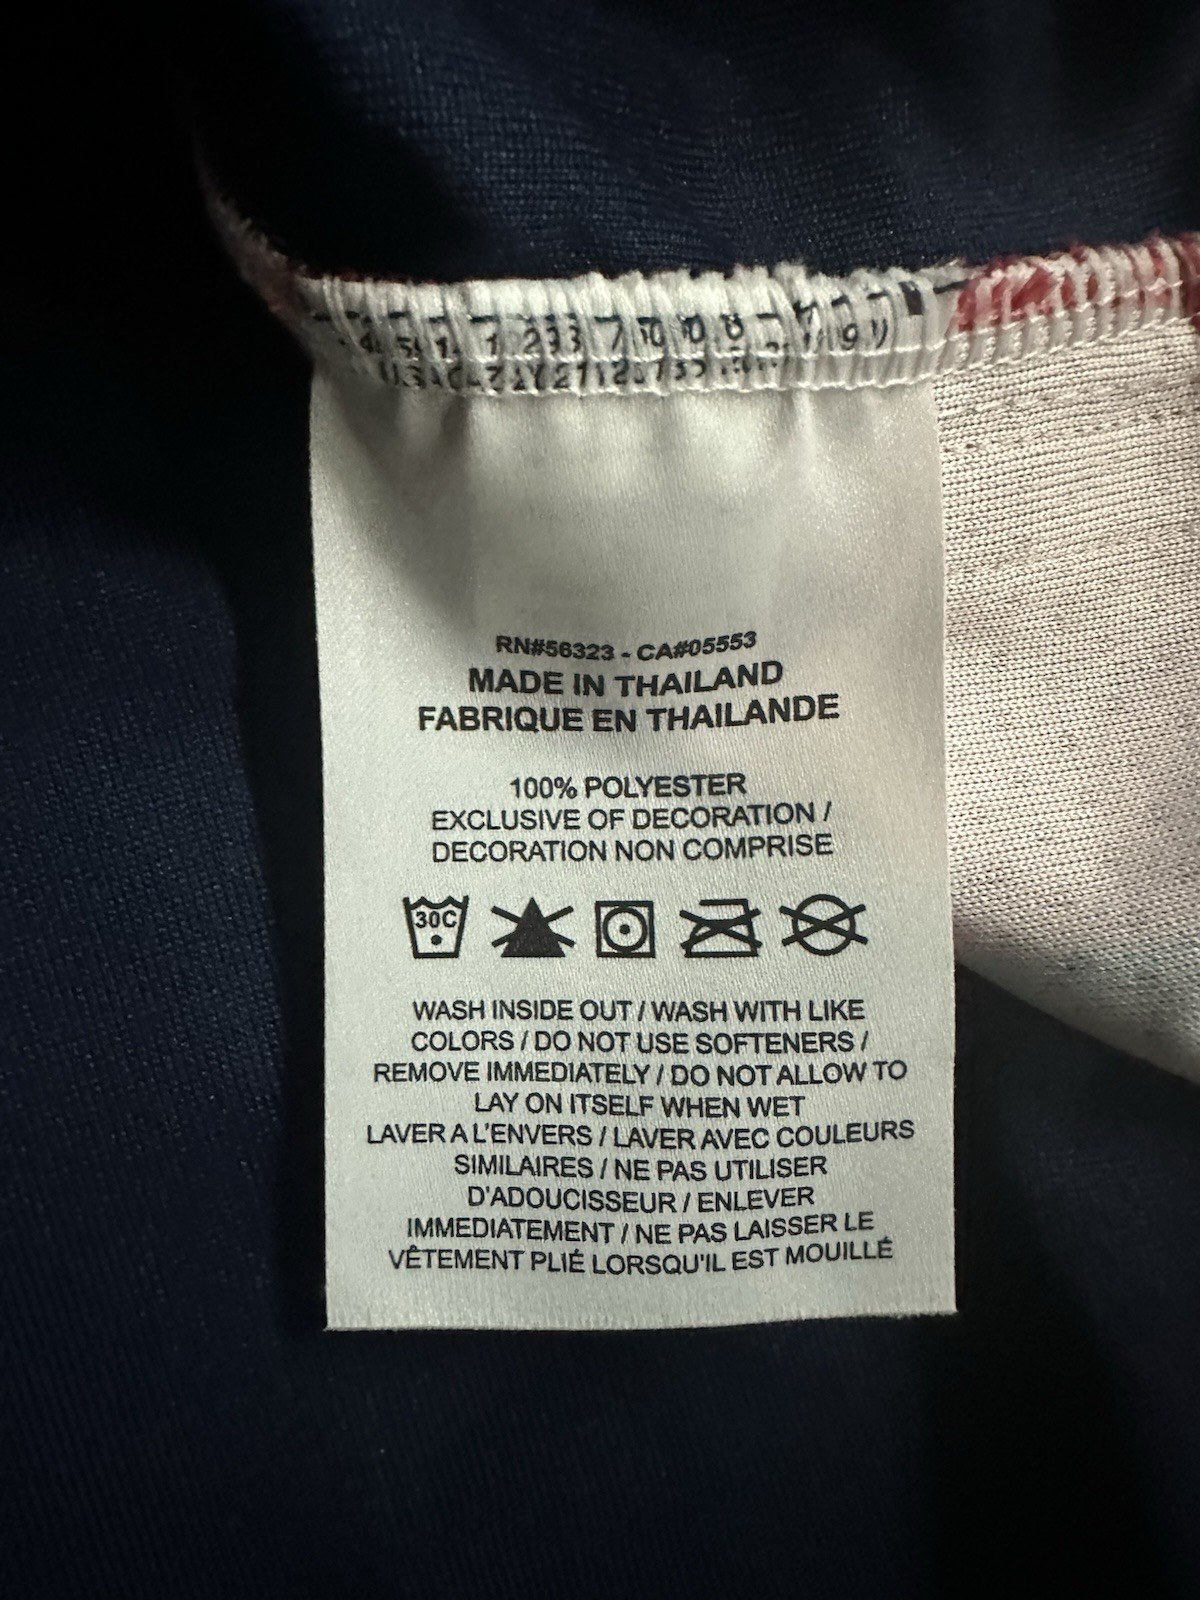 RN#56323 - CA#05553
MADE IN THAILAND
FABRIQUE EN THAILANDE
100% POLYESTER
EXCLUSIVE OF DECORATION /
DECORATION NON COMPRISE
30C
WASH INSIDE OUT / WASH WITH LIKE
COLORS / DO NOT USE SOFTENERS /
REMOVE IMMEDIATELY / DO NOT ALLOW TO
LAY ON ITSELF WHEN WET
LAVER A L'ENVERS / LAVER AVEC COULEURS
SIMILAIRES / NE PAS UTILISER
D'ADOUCISSEUR / ENLEVER
IMMEDIATEMENT / NE PAS LAISSER LE
VÊTEMENT PLIÉ LORSQU'IL EST MOUILLÉ